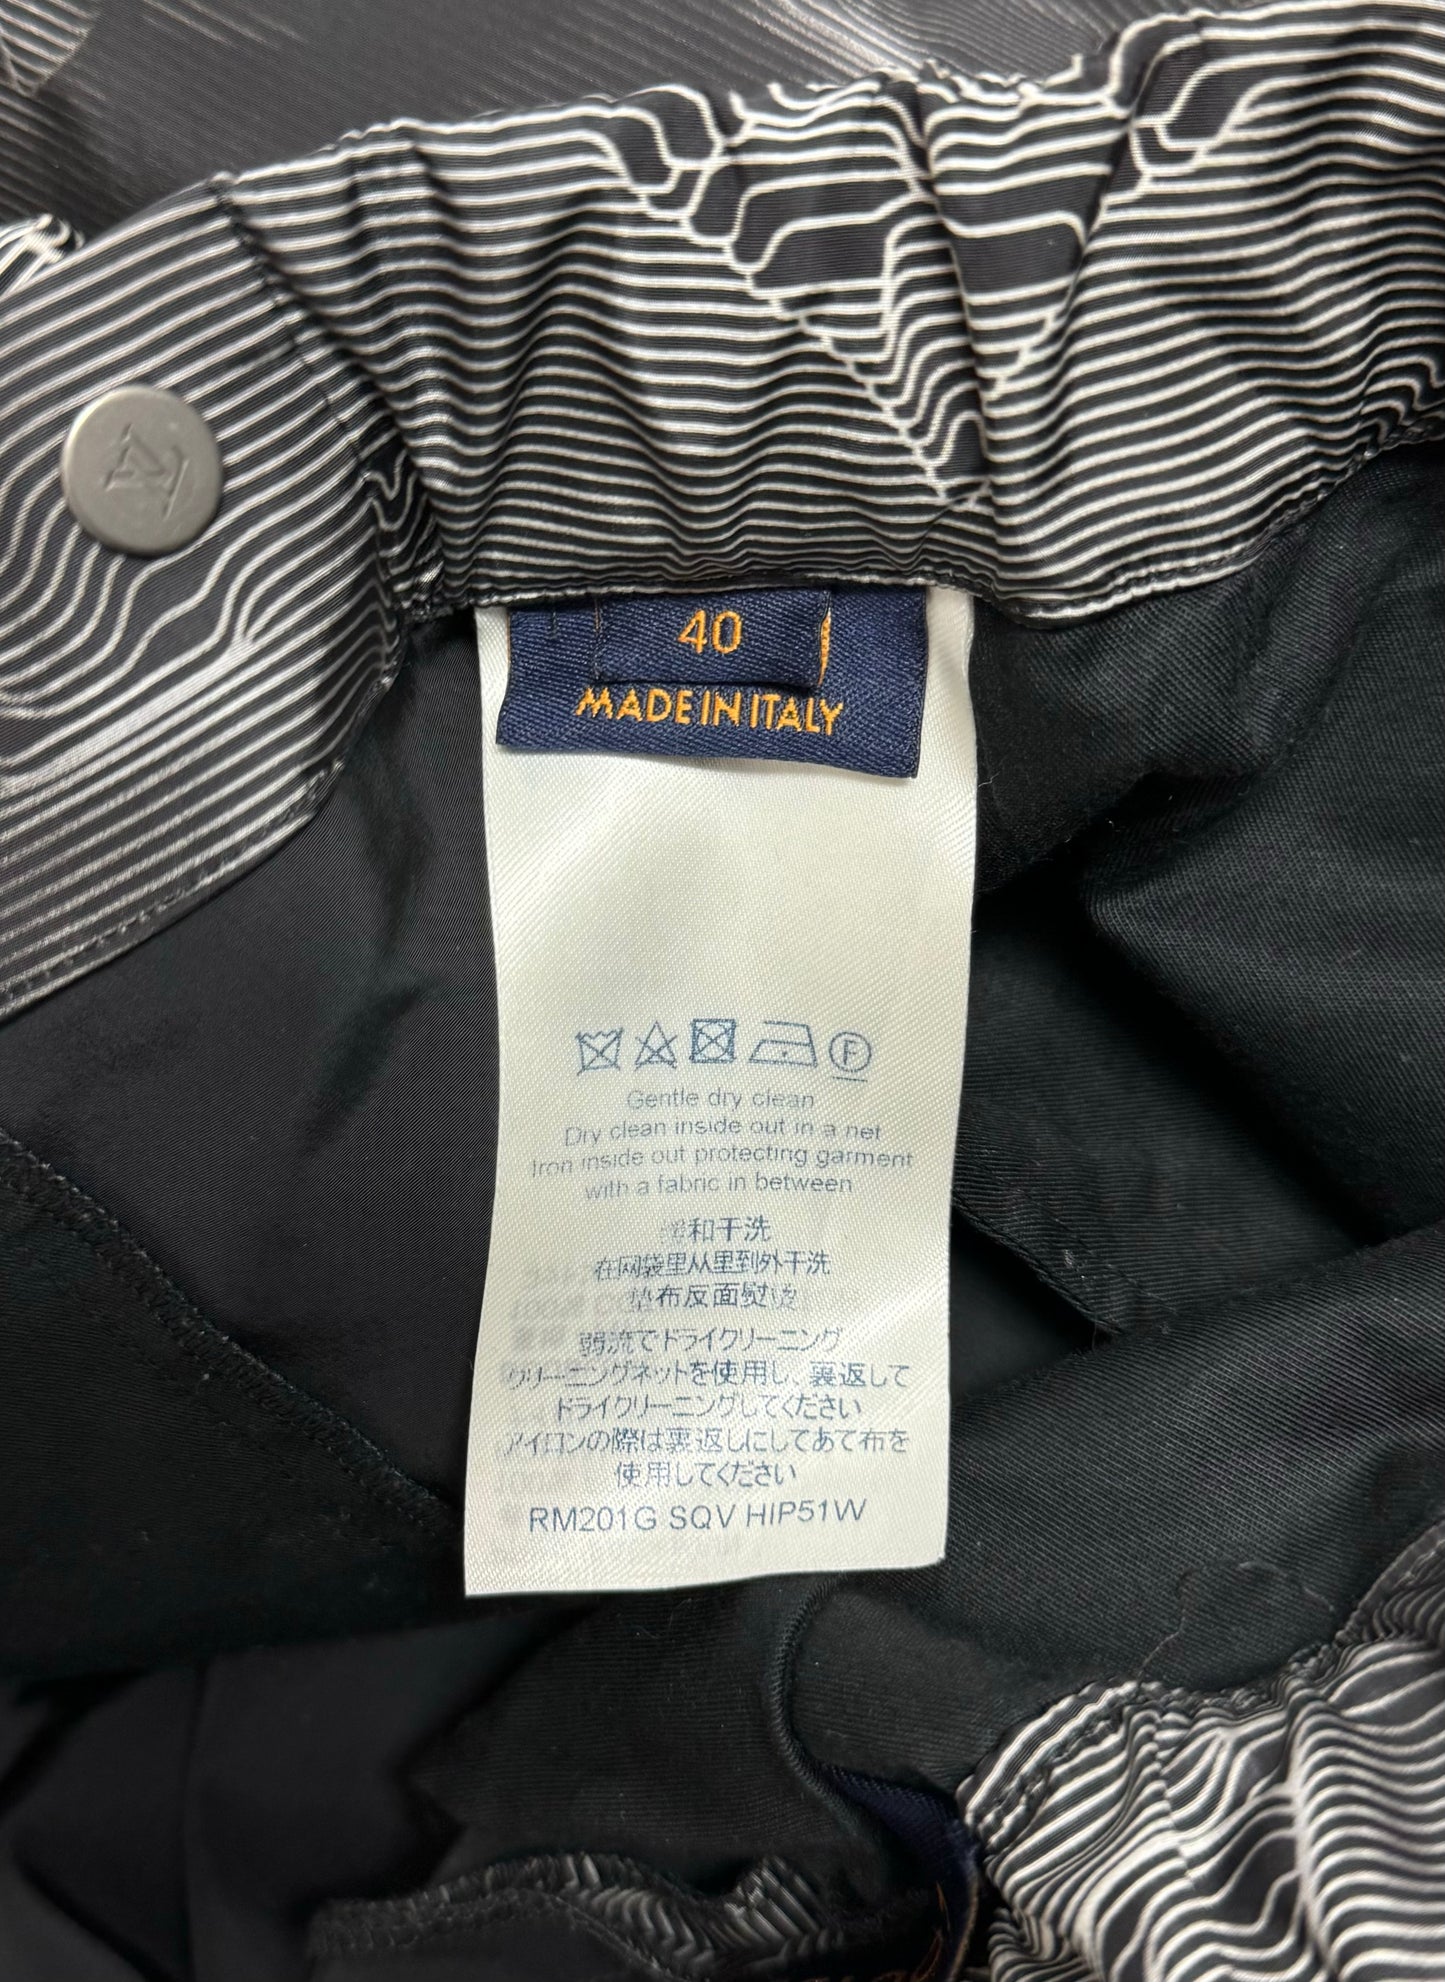 LV
40
MADE IN ITALY
F
Gentle dry clean
Dry clean inside out in a net
Iron inside out protecting garment
with a fabric in between
缓和干洗
在网袋里从里到外干洗
垫布反面熨烫
弱流でドライクリーニング
クリーニングネットを使用し、裏返して
ドライクリーニングしてください
アイロンの際は裏返しにしてあて布を
使用してください
RM201G SQV HIP51W